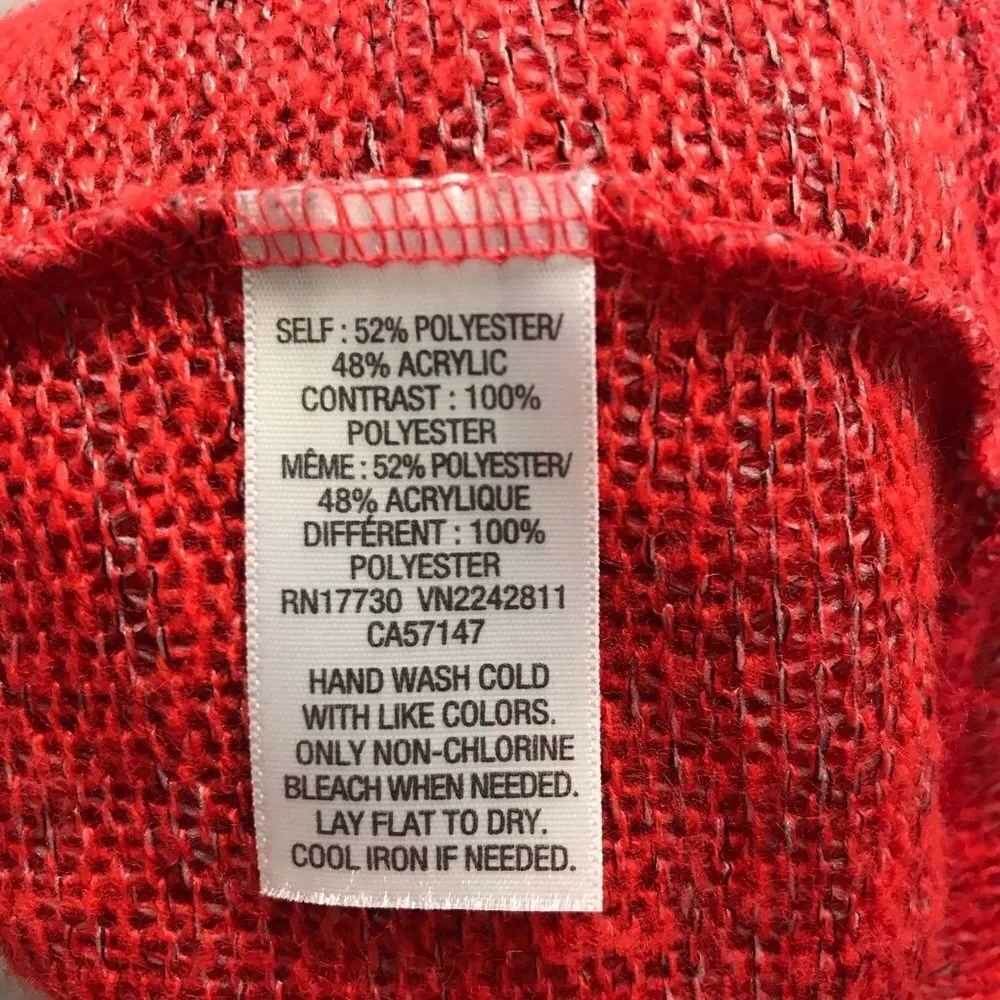 SELF : 52% POLYESTER/
48% ACRYLIC
CONTRAST : 100%
POLYESTER
MÊME : 52% POLYESTER/
48% ACRYLIQUE
DIFFÉRENT : 100%
POLYESTER
RN17730 VN2242811
CA57147
HAND WASH COLD
WITH LIKE COLORS.
ONLY NON-CHLORINE
BLEACH WHEN NEEDED.
LAY FLAT TO DRY.
COOL IRON IF NEEDED.